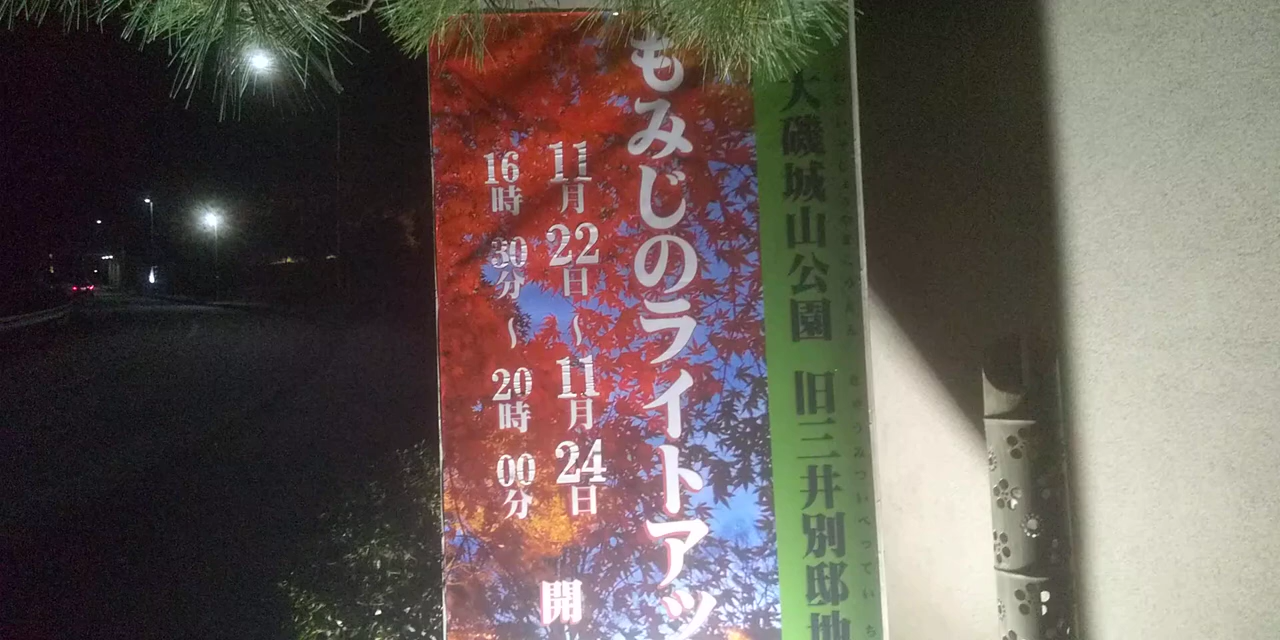 大磯城山公園 旧三井別邸地
もみじのライトアッ
11月22日～11月24日
16時30分～20時00分
開